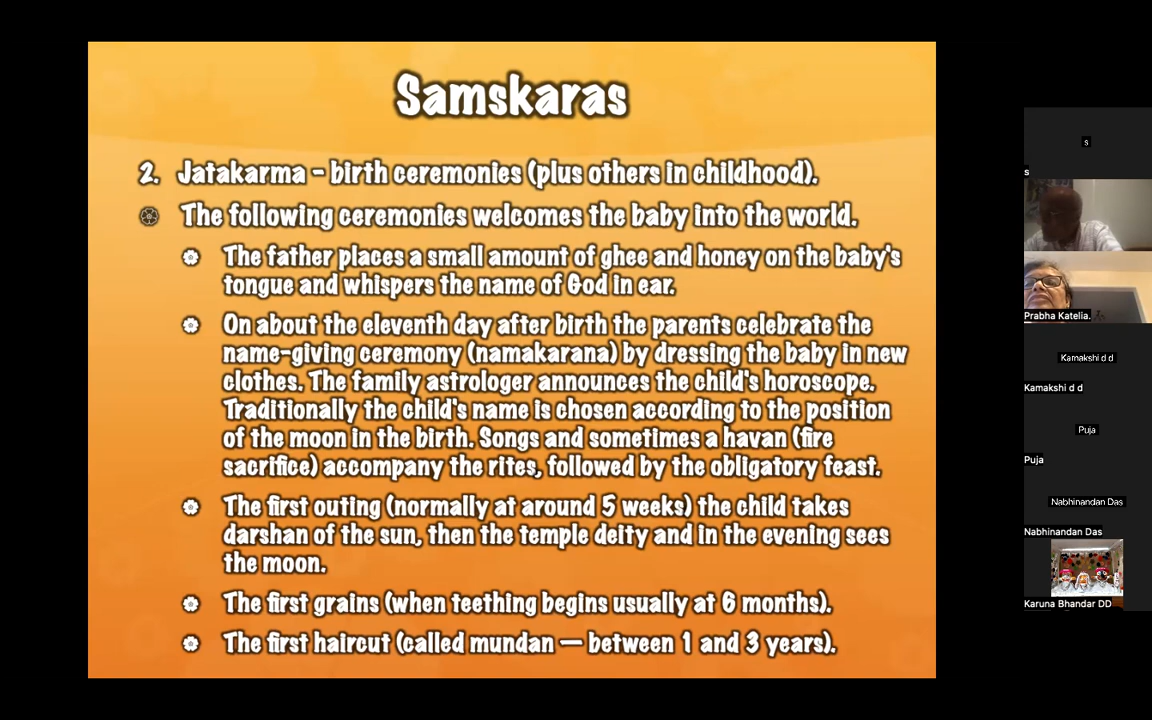 Samskaras
2. Jatakarma - birth ceremonies (plus others in childhood).
The following ceremonies welcomes the baby into the world.
The father places a small amount of ghee and honey on the baby's
tongue and whispers the name of God in ear.
On about the eleventh day after birth the parents celebrate the
name-giving ceremony (namakarana) by dressing the baby in new
clothes. The family astrologer announces the child's horoscope.
Traditionally the child's name is chosen according to the position
of the moon in the birth. Songs and sometimes a havan (fire
sacrifice) accompany the rites, followed by the obligatory feast.
The first outing (normally at around 5 weeks) the child takes
darshan of the sun, then the temple deity and in the evening sees
the moon.
The first grains (when teething begins usually at 6 months).
The first haircut (called mundan — between 1 and 3 years).
s
s
Prabha Katelia.
Kamakshi d d
Kamakshi d d
Puja
Puja
Nabhinandan Das
Nabhinandan Das
Karuna Bhandar DD